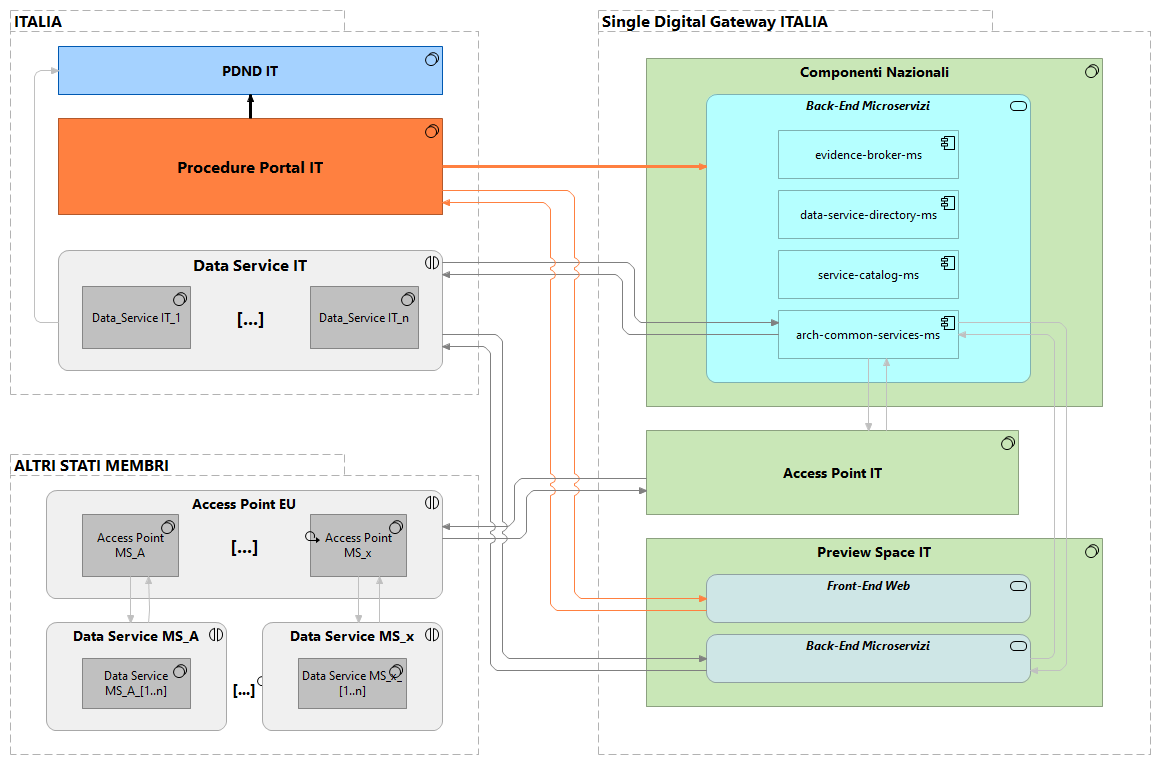 ITALIA
PDND IT
Procedure Portal IT
Data Service IT
Data_Service IT_1
[...]
Data_Service IT_n
ALTRI STATI MEMBRI
Access Point EU
Access Point
MS_A
[...]
Access Point
MS_x
Data Service MS_A
Data Service
MS_A_[1..n]
[...]
Data Service MS_x
Data Service MS_x_
[1..n]
Single Digital Gateway ITALIA
Componenti Nazionali
Back-End Microservizi
evidence-broker-ms
data-service-directory-ms
service-catalog-ms
arch-common-services-ms
Access Point IT
Preview Space IT
Front-End Web
Back-End Microservizi